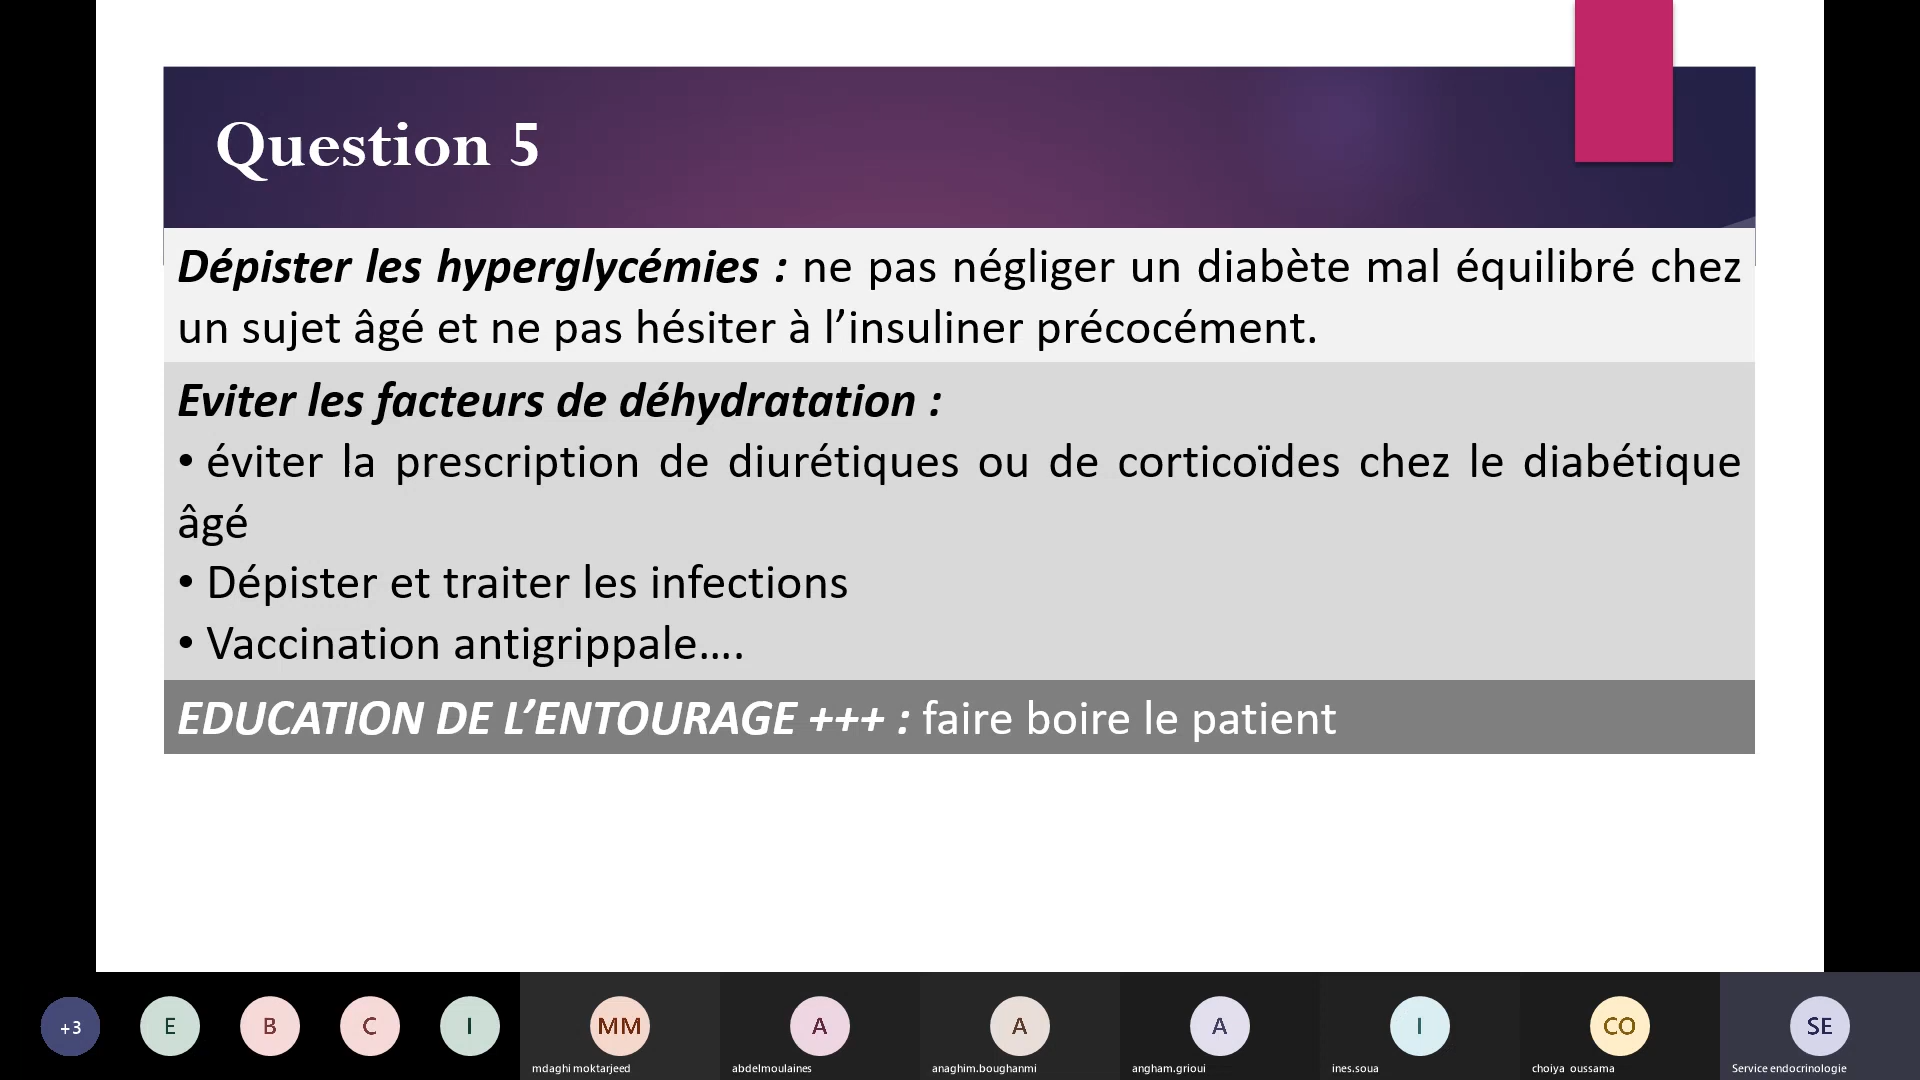 Question 5
Dépister les hyperglycémies : ne pas négliger un diabète mal équilibré chez
un sujet âgé et ne pas hésiter à l’insuliner précocément.
Eviter les facteurs de déhydratation :
• éviter la prescription de diurétiques ou de corticoïdes chez le diabétique
âgé
• Dépister et traiter les infections
• Vaccination antigrippale….
EDUCATION DE L’ENTOURAGE +++ : faire boire le patient
+3 E B C I MM A A A I CO SE
mdaghi moktarjeed abdelmoulaines anaghim.boughanmi angham.grioui ines.soua choiya oussama Service endocrinologie